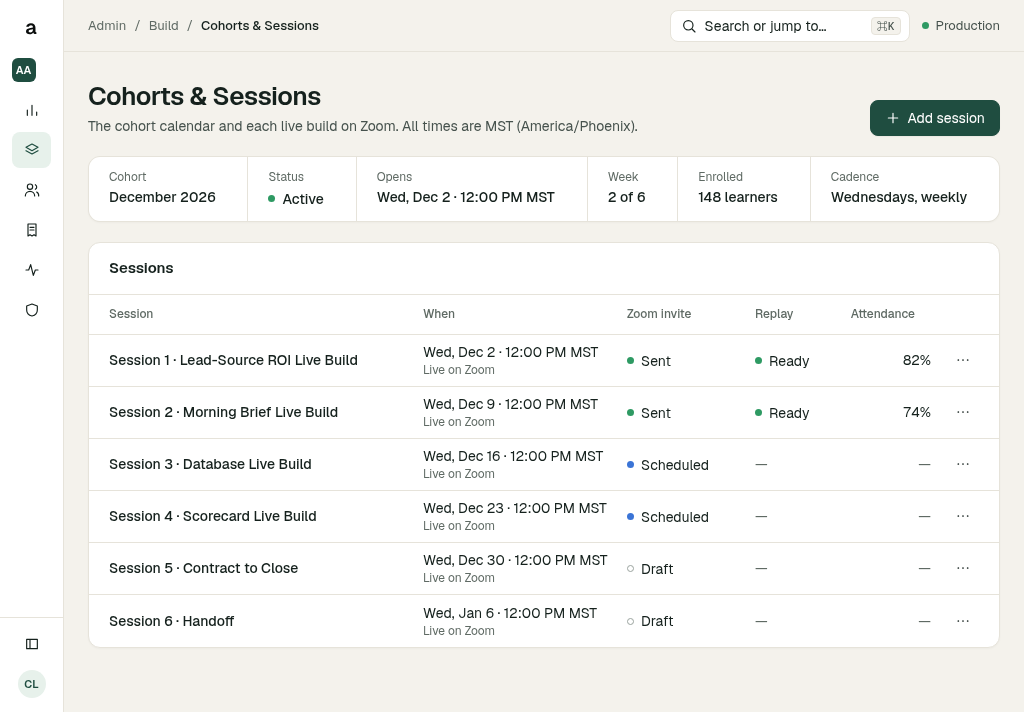 a
Admin / Build / Cohorts & Sessions
Search or jump to…
⌘K
Production
AA
Cohorts & Sessions
The cohort calendar and each live build on Zoom. All times are MST (America/Phoenix).
+ Add session
Cohort
December 2026
Status
Active
Opens
Wed, Dec 2 · 12:00 PM MST
Week
2 of 6
Enrolled
148 learners
Cadence
Wednesdays, weekly
Sessions
Session When Zoom invite Replay Attendance
Session 1 · Lead-Source ROI Live Build Wed, Dec 2 · 12:00 PM MST Sent Ready 82% ···
Live on Zoom
Session 2 · Morning Brief Live Build Wed, Dec 9 · 12:00 PM MST Sent Ready 74% ···
Live on Zoom
Session 3 · Database Live Build Wed, Dec 16 · 12:00 PM MST Scheduled — — ···
Live on Zoom
Session 4 · Scorecard Live Build Wed, Dec 23 · 12:00 PM MST Scheduled — — ···
Live on Zoom
Session 5 · Contract to Close Wed, Dec 30 · 12:00 PM MST Draft — — ···
Live on Zoom
Session 6 · Handoff Wed, Jan 6 · 12:00 PM MST Draft — — ···
Live on Zoom
CL